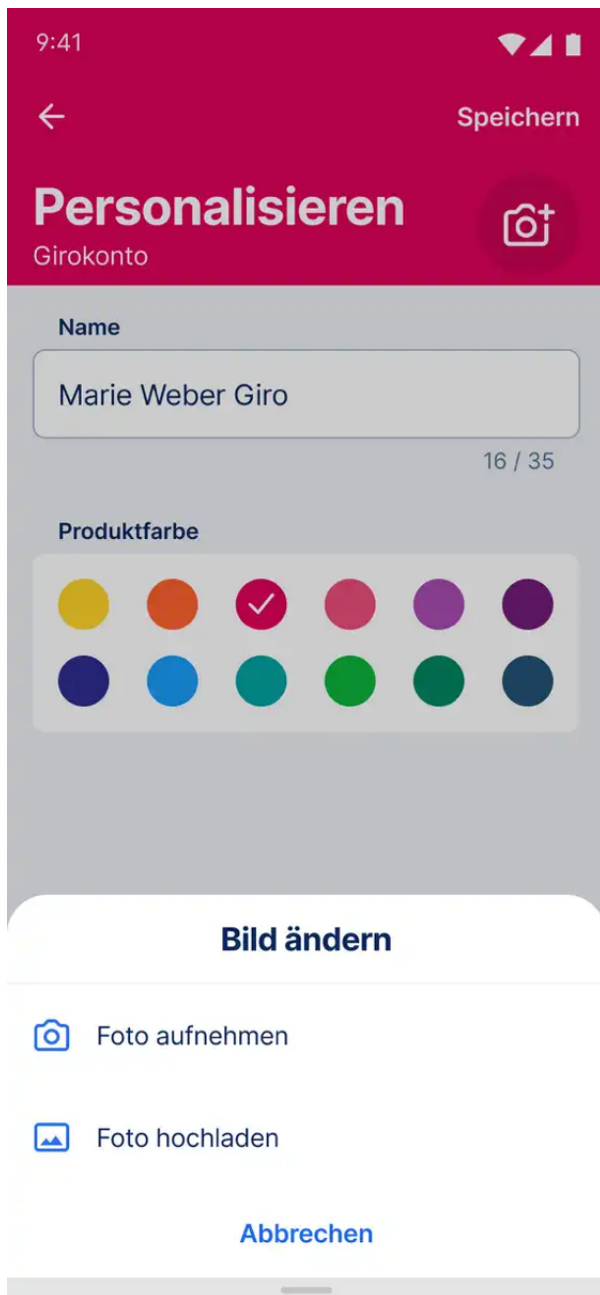 9:41
Speichern
Personalisieren
Girokonto
Name
Marie Weber Giro
16 / 35
Produktfarbe
Bild ändern
Foto aufnehmen
Foto hochladen
Abbrechen